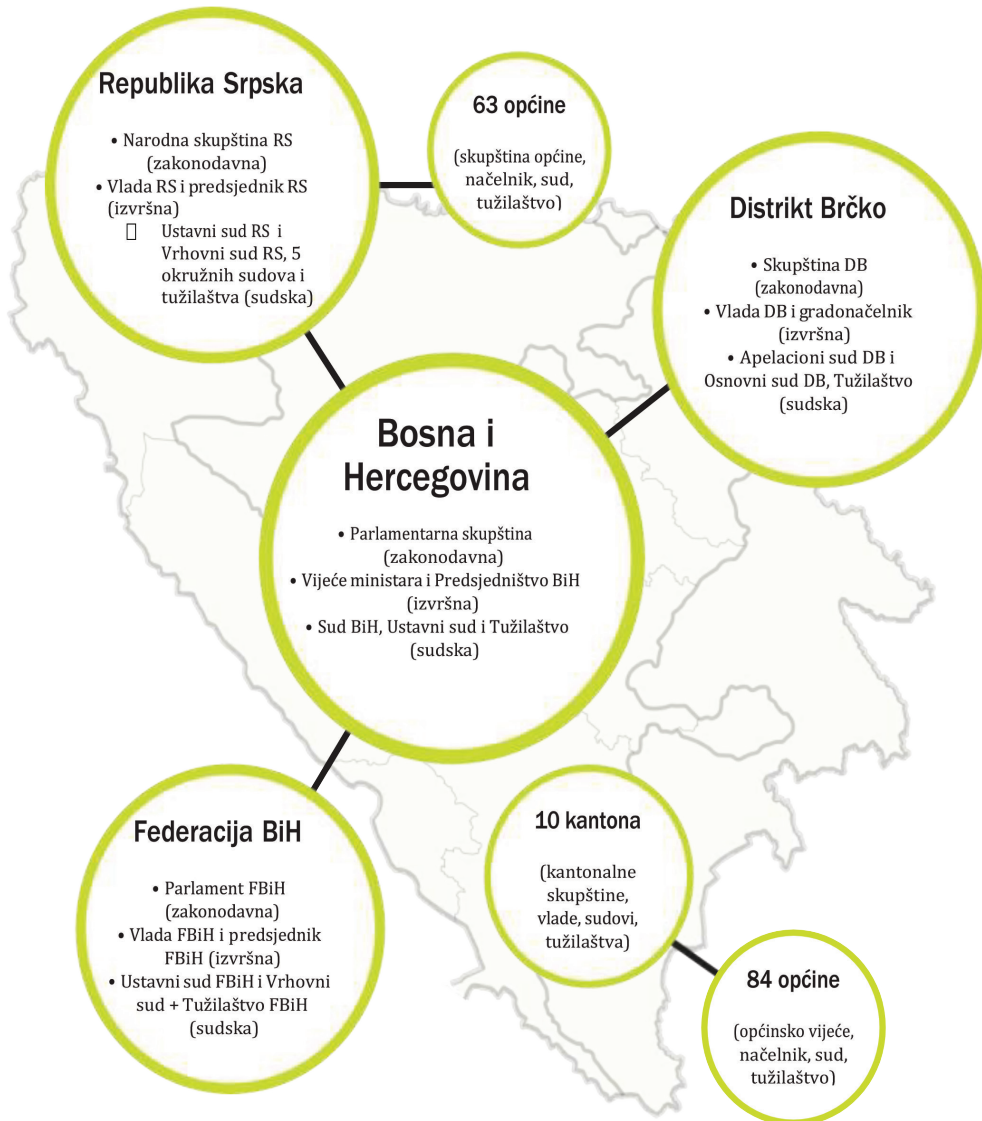 Republika Srpska
• Narodna skupština RS
(zakonodavna)
• Vlada RS i predsjednik RS
(izvršna)
▯ Ustavni sud RS i
Vrhovni sud RS, 5
okružnih sudova i
tužilaštva (sudska)
63 općine
(skupština općine,
načelnik, sud,
tužilaštvo)
Distrikt Brčko
• Skupština DB
(zakonodavna)
• Vlada DB i gradonačelnik
(izvršna)
• Apelacioni sud DB i
Osnovni sud DB, Tužilaštvo
(sudska)
Bosna i
Hercegovina
• Parlamentarna skupština
(zakonodavna)
• Vijeće ministara i Predsjedništvo BiH
(izvršna)
• Sud BiH, Ustavni sud i Tužilaštvo
(sudska)
Federacija BiH
• Parlament FBiH
(zakonodavna)
• Vlada FBiH i predsjednik
FBiH (izvršna)
• Ustavni sud FBiH i Vrhovni
sud + Tužilaštvo FBiH
(sudska)
10 kantona
(kantonalne
skupštine,
vlade, sudovi,
tužilaštva)
84 općine
(općinsko vijeće,
načelnik, sud,
tužilaštvo)